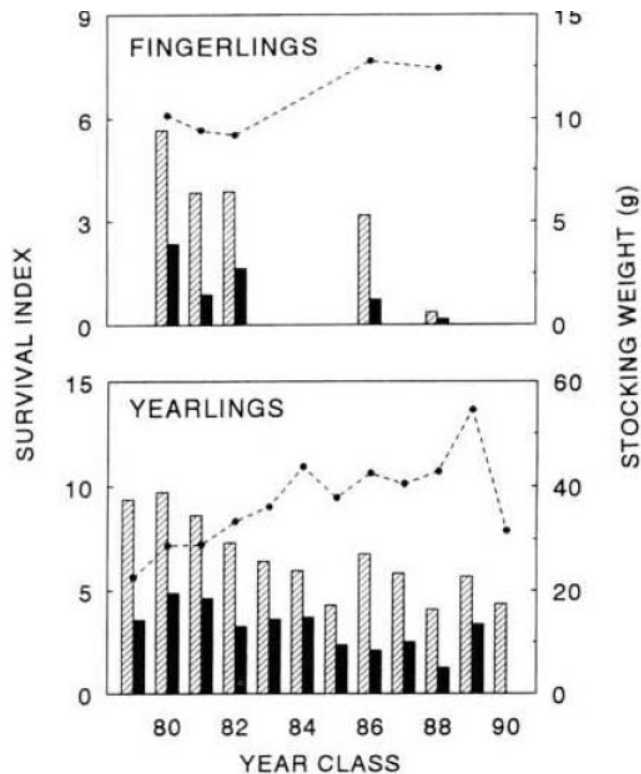 FINGERLINGS
9
6
3
0
15
10
5
0
SURVIVAL INDEX
STOCKING WEIGHT (g)
YEARLINGS
15
10
5
0
60
40
20
0
80 82 84 86 88 90
YEAR CLASS